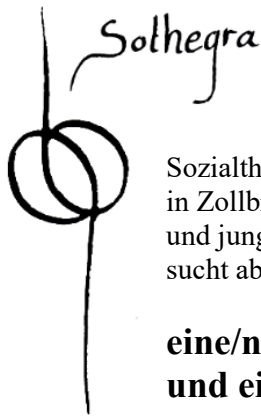 Sothegra
Sozialth
in Zollb
und jung
sucht ab
eine/n
und ei